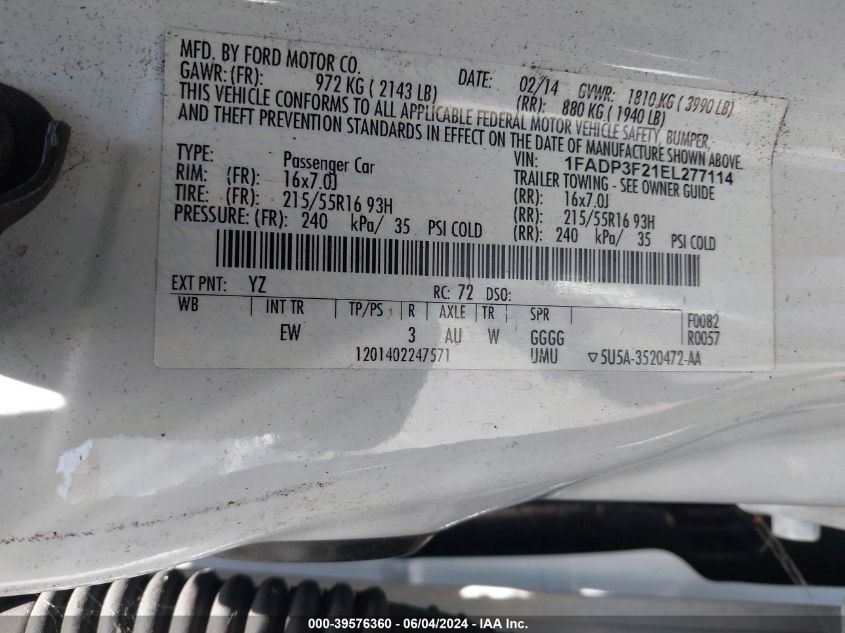 MFD. BY FORD MOTOR CO.
DATE: 02/14 GVWR: 1810 KG ( 3990 LB)
GAWR: (FR): 972 KG ( 2143 LB) (RR): 880 KG ( 1940 LB)
THIS VEHICLE CONFORMS TO ALL APPLICABLE FEDERAL MOTOR VEHICLE SAFETY, BUMPER,
AND THEFT PREVENTION STANDARDS IN EFFECT ON THE DATE OF MANUFACTURE SHOWN ABOVE.
VIN: 1FADP3F21EL277114
TYPE: Passenger Car TRAILER TOWING - SEE OWNER GUIDE
RIM: (FR): 16x7.0J (RR): 16x7.0J
TIRE: (FR): 215/55R16 93H (RR): 215/55R16 93H
PRESSURE: (FR): 240 kPa/ 35 PSI COLD (RR): 240 kPa/ 35 PSI COLD
EXT PNT: YZ RC: 72 DSO:
WB INT TR TP/PS R AXLE TR SPR F0082
EW 3 AU W GGGG R0057
1201402247571 UMU ▽5U5A-3520472-AA
000-39576360 - 06/04/2024 - IAA Inc.